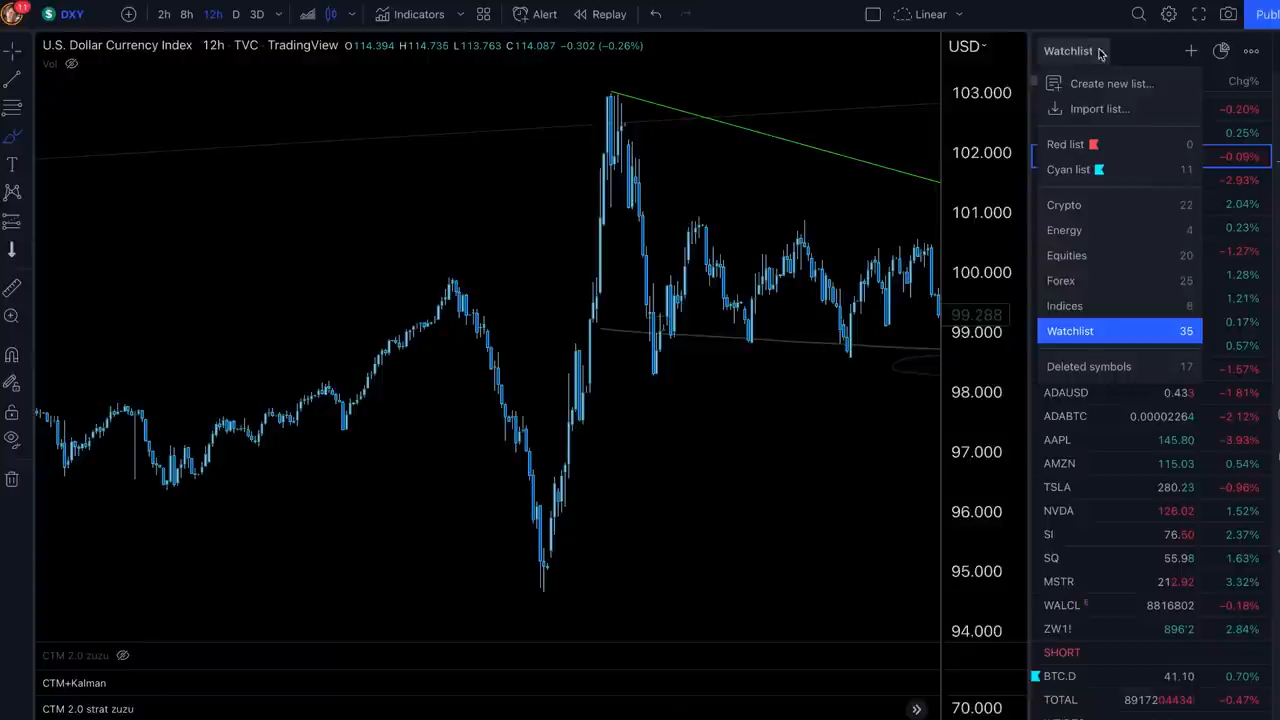 11
DXY
2h 8h 12h D 3D
Indicators
Alert
Replay
Linear
Publ
U.S. Dollar Currency Index · 12h · TVC · TradingView O114.394 H114.735 L113.763 C114.087 −0.302 (−0.26%)
Vol
USD
103.000
102.000
101.000
100.000
99.288
99.000
98.000
97.000
96.000
95.000
94.000
70.000
CTM 2.0 zuzu
CTM+Kalman
CTM 2.0 strat zuzu
Watchlist
Create new list...
Import list...
Red list 0
Cyan list 11
Crypto 22
Energy 4
Equities 20
Forex 25
Indices 8
Watchlist 35
Deleted symbols 17
Chg%
−0.20%
0.25%
−0.09%
−2.93%
2.04%
0.23%
−1.27%
1.28%
1.21%
0.17%
0.57%
−1.57%
ADAUSD 0.433 −1.81%
ADABTC 0.00002264 −2.12%
AAPL 145.80 −3.93%
AMZN 115.03 0.54%
TSLA 280.23 −0.96%
NVDA 126.02 1.52%
SI 76.50 2.37%
SQ 55.98 3.32%
MSTR 212.92 3.32%
WALCL E 8816802 −0.18%
ZW1! 896'2 2.84%
SHORT
BTC.D 41.10 0.70%
TOTAL 8917204434 −0.47%